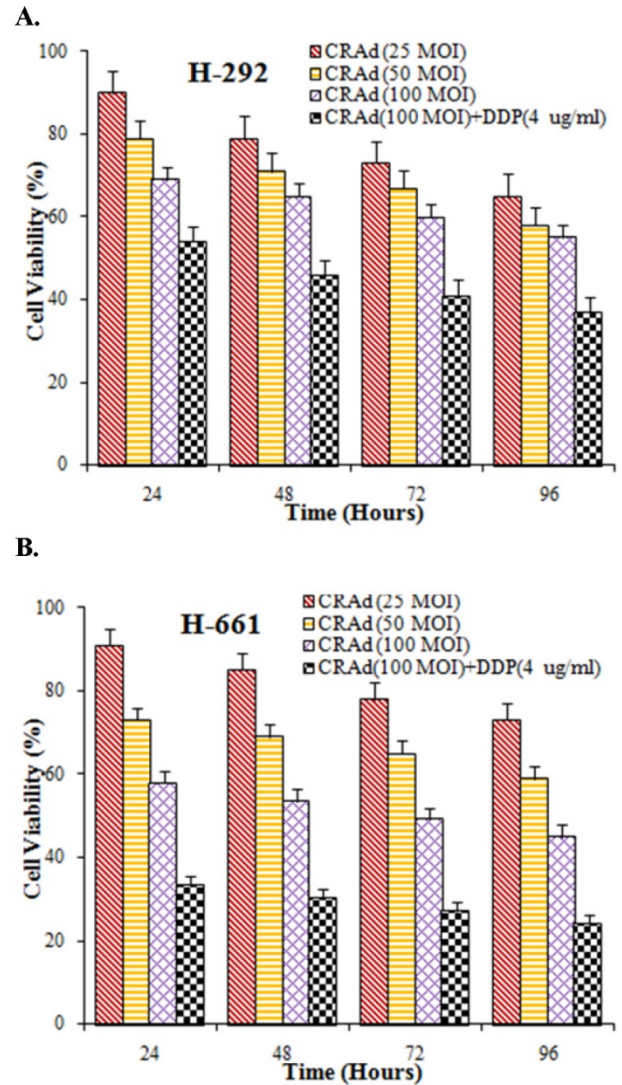 A.
100
80
60
40
20
0
Cell Viability (%)
H-292
CRAd (25 MOI)
CRAd (50 MOI)
CRAd (100 MOI)
CRAd(100 MOI)+DDP(4 ug/ml)
24 48 72 96
Time (Hours)
B.
100
80
60
40
20
0
Cell Viability (%)
H-661
CRAd (25 MOI)
CRAd (50 MOI)
CRAd (100 MOI)
CRAd(100 MOI)+DDP(4 ug/ml)
24 48 72 96
Time (Hours)